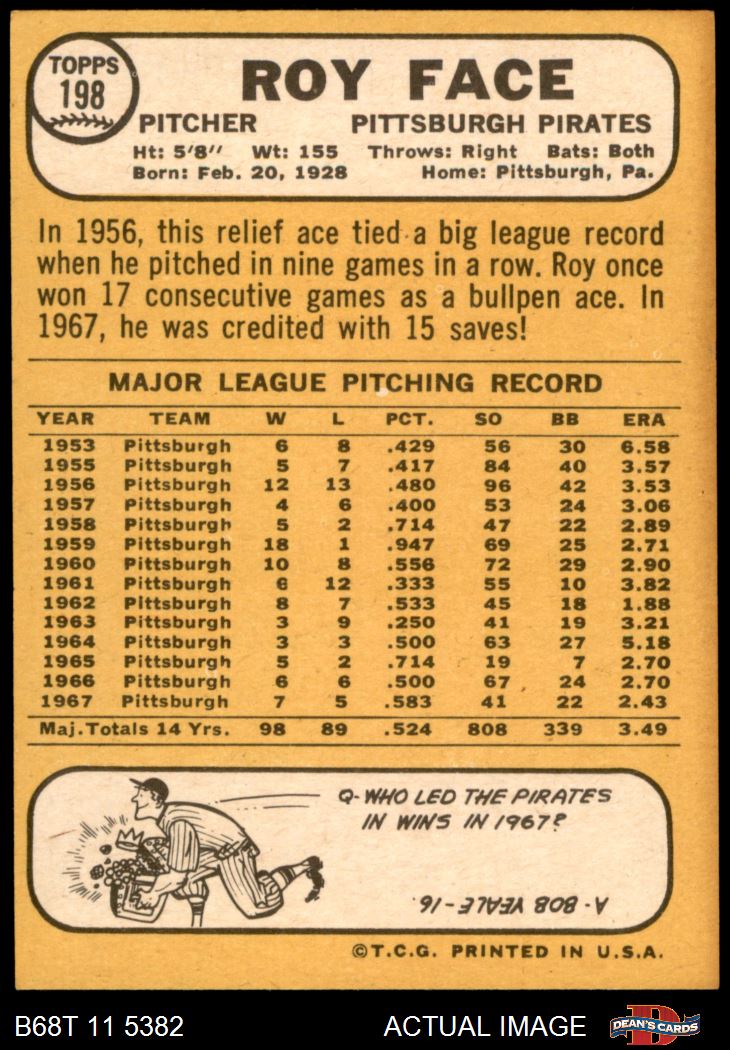 TOPPS
198
ROY FACE
PITCHER PITTSBURGH PIRATES
Ht: 5'8" Wt: 155 Throws: Right Bats: Both
Born: Feb. 20, 1928 Home: Pittsburgh, Pa.
In 1956, this relief ace tied a big league record
when he pitched in nine games in a row. Roy once
won 17 consecutive games as a bullpen ace. In
1967, he was credited with 15 saves!
MAJOR LEAGUE PITCHING RECORD
YEAR TEAM W L PCT. SO BB ERA
1953 Pittsburgh 6 8 .429 56 30 6.58
1955 Pittsburgh 5 7 .417 84 40 3.57
1956 Pittsburgh 12 13 .480 96 42 3.53
1957 Pittsburgh 4 6 .400 53 24 3.06
1958 Pittsburgh 5 2 .714 47 22 2.89
1959 Pittsburgh 18 1 .947 69 25 2.71
1960 Pittsburgh 10 8 .556 72 29 2.90
1961 Pittsburgh 6 12 .333 55 10 3.82
1962 Pittsburgh 8 7 .533 45 18 1.88
1963 Pittsburgh 3 9 .250 41 19 3.21
1964 Pittsburgh 3 3 .500 63 27 5.18
1965 Pittsburgh 5 2 .714 19 7 2.70
1966 Pittsburgh 6 6 .500 67 24 2.70
1967 Pittsburgh 7 5 .583 41 22 2.43
Maj. Totals 14 Yrs. 98 89 .524 808 339 3.49
Q-WHO LED THE PIRATES
IN WINS IN 1967?
A-BOB VEALE-16.
©T.C.G. PRINTED IN U.S.A.
B68T 11 5382 ACTUAL IMAGE D DEAN'S CARDS